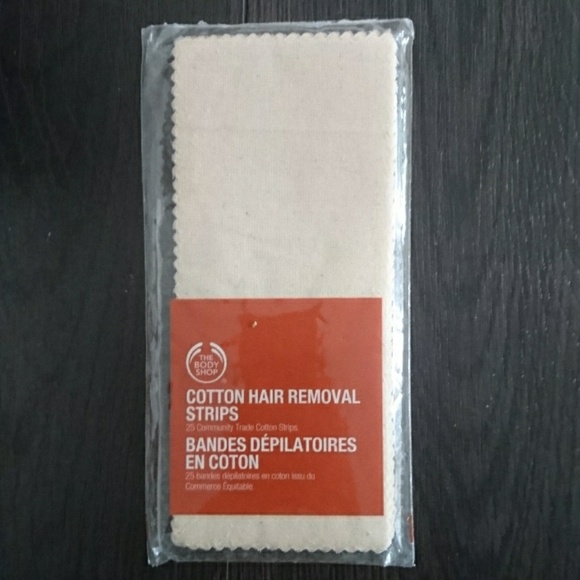 THE
BODY
SHOP
COTTON HAIR REMOVAL
STRIPS
25 Community Trade Cotton Strips.
BANDES DÉPILATOIRES
EN COTON
25 bandes dépilatoires en coton issu du
Commerce Équitable.